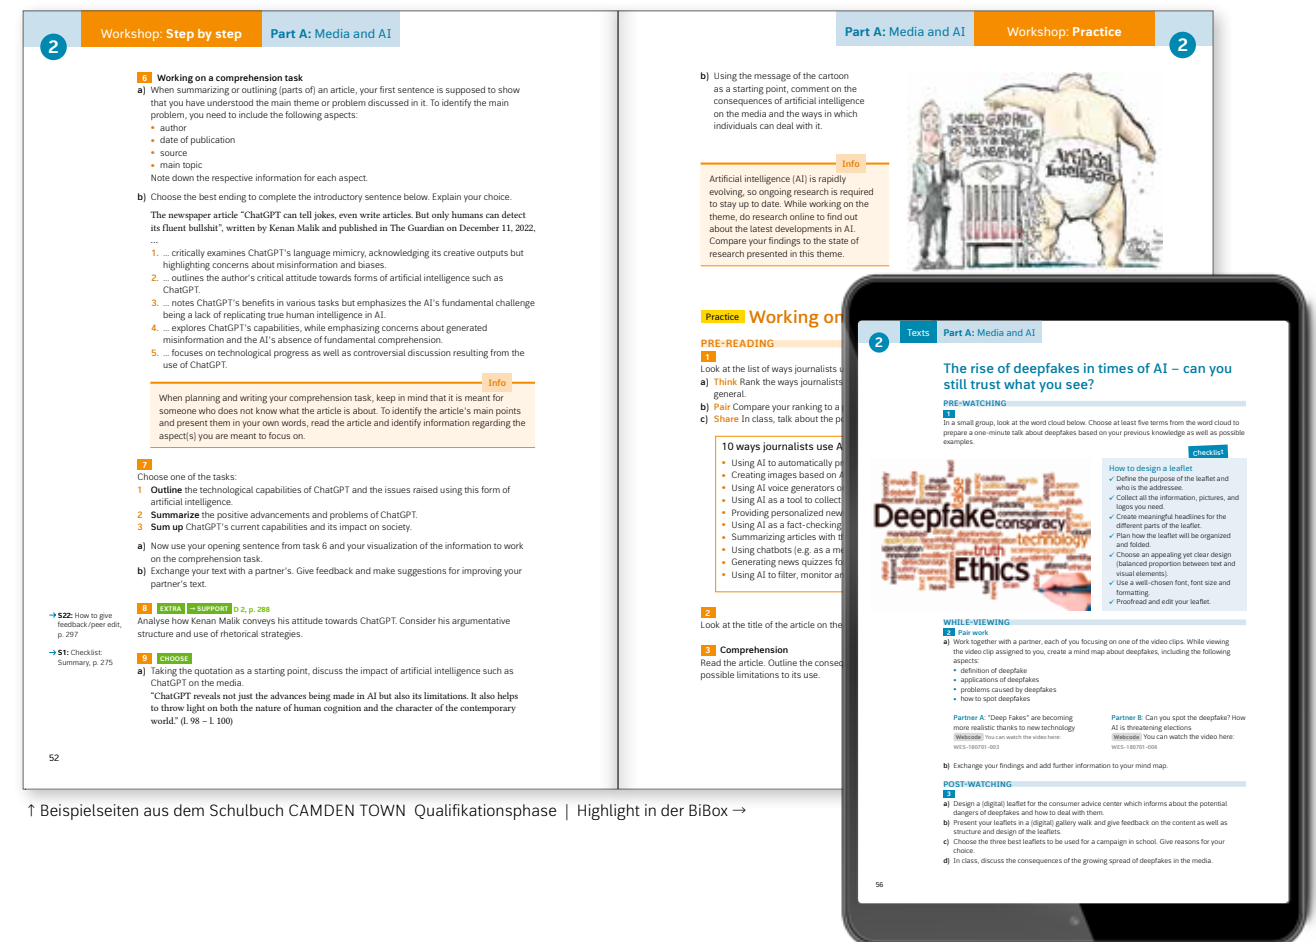 2
Workshop: Step by step
Part A: Media and AI
6 Working on a comprehension task
a) When summarizing or outlining (parts of) an article, your first sentence is supposed to show
that you have understood the main theme or problem discussed in it. To identify the main
problem, you need to include the following aspects:
• author
• date of publication
• source
• main topic
Note down the respective information for each aspect.
b) Choose the best ending to complete the introductory sentence below. Explain your choice.
The newspaper article “ChatGPT can tell jokes, even write articles. But only humans can detect
its fluent bullshit”, written by Kenan Malik and published in The Guardian on December 11, 2022,
...
1. ... critically examines ChatGPT's language mimicry, acknowledging its creative outputs but
highlighting concerns about misinformation and biases.
2. ... outlines the author's critical attitude towards forms of artificial intelligence such as
ChatGPT.
3. ... notes ChatGPT's benefits in various tasks but emphasizes the AI's fundamental challenge
being a lack of replicating true human intelligence in AI.
4. ... explores ChatGPT's capabilities, while emphasizing concerns about generated
misinformation and the AI's absence of fundamental comprehension.
5. ... focuses on technological progress as well as controversial discussion resulting from the
use of ChatGPT.
Info
When planning and writing your comprehension task, keep in mind that it is meant for
someone who does not know what the article is about. To identify the article's main points
and present them in your own words, read the article and identify information regarding the
aspect(s) you are meant to focus on.
7
Choose one of the tasks:
1 Outline the technological capabilities of ChatGPT and the issues raised using this form of
artificial intelligence.
2 Summarize the positive advancements and problems of ChatGPT.
3 Sum up ChatGPT's current capabilities and its impact on society.
a) Now use your opening sentence from task 6 and your visualization of the information to work
on the comprehension task.
b) Exchange your text with a partner's. Give feedback and make suggestions for improving your
partner's text.
8 EXTRA → SUPPORT D 2, p. 288
Analyse how Kenan Malik conveys his attitude towards ChatGPT. Consider his argumentative
structure and use of rhetorical strategies.
→ S22: How to give
feedback/peer edit,
p. 297
→ S1: Checklist:
Summary, p. 275
9 CHOOSE
a) Taking the quotation as a starting point, discuss the impact of artificial intelligence such as
ChatGPT on the media.
“ChatGPT reveals not just the advances being made in AI but also its limitations. It also helps
to throw light on both the nature of human cognition and the character of the contemporary
world.” (l. 98 – l. 100)
52
Part A: Media and AI
Workshop: Practice
2
b) Using the message of the cartoon
as a starting point, comment on the
consequences of artificial intelligence
on the media and the ways in which
individuals can deal with it.
Artificial
Intelligence
Info
Artificial intelligence (AI) is rapidly
evolving, so ongoing research is required
to stay up to date. While working on the
theme, do research online to find out
about the latest developments in AI.
Compare your findings to the state of
research presented in this theme.
Practice Working on
PRE-READING
1
Look at the list of ways journalists
a) Think Rank the ways journalists
general.
b) Pair Compare your ranking to a
c) Share In class, talk about the
10 ways journalists use
• Using AI to automatically
• Creating images based on
• Using AI voice generators
• Using AI as a tool to collect
• Providing personalized
• Using AI as a fact-checking
• Summarizing articles with
• Using chatbots (e.g. as a
• Generating news quizzes
• Using AI to filter, monitor
2
Look at the title of the article on the
3 Comprehension
Read the article. Outline the
possible limitations to its use.
2
Texts
Part A: Media and AI
The rise of deepfakes in times of AI – can you
still trust what you see?
PRE-WATCHING
1
In a small group, look at the word cloud below. Choose at least five terms from the word cloud to
prepare a one-minute talk about deepfakes based on your previous knowledge as well as possible
examples.
Deepfake
conspiracy
technology
truth
Ethics
false
Checklist
How to design a leaflet
✓ Define the purpose of the leaflet and
who is the addressee.
✓ Collect all the information, pictures, and
logos you need.
✓ Create meaningful headlines for the
different parts of the leaflet.
✓ Plan how the leaflet will be organized
and folded.
✓ Choose an appealing yet clear design
(balanced proportion between text and
visual elements).
✓ Use a well-chosen font, font size and
formatting.
✓ Proofread and edit your leaflet.
WHILE-VIEWING
2 Pair work
a) Work together with a partner, each of you focusing on one of the video clips. While viewing
the video clip assigned to you, create a mind map about deepfakes, including the following
aspects:
• definition of deepfake
• applications of deepfakes
• problems caused by deepfakes
• how to spot deepfakes
Partner A: "Deep Fakes" are becoming
more realistic thanks to new technology
Webcode You can watch the video here:
WES-180701-003
Partner B: Can you spot the deepfake? How
AI is threatening elections
Webcode You can watch the video here:
b) Exchange your findings and add further information to your mind map.
POST-WATCHING
3
a) Design a (digital) leaflet for the consumer advice center which informs about the potential
dangers of deepfakes and how to deal with them.
b) Present your leaflets in a (digital) gallery walk and give feedback on the content as well as
structure and design of the leaflets.
c) Choose the three best leaflets to be used for a campaign in school. Give reasons for your
choice.
d) In class, discuss the consequences of the growing spread of deepfakes in the media.
56
↑ Beispielseiten aus dem Schulbuch CAMDEN TOWN Qualifikationsphase | Highlight in der BiBox →